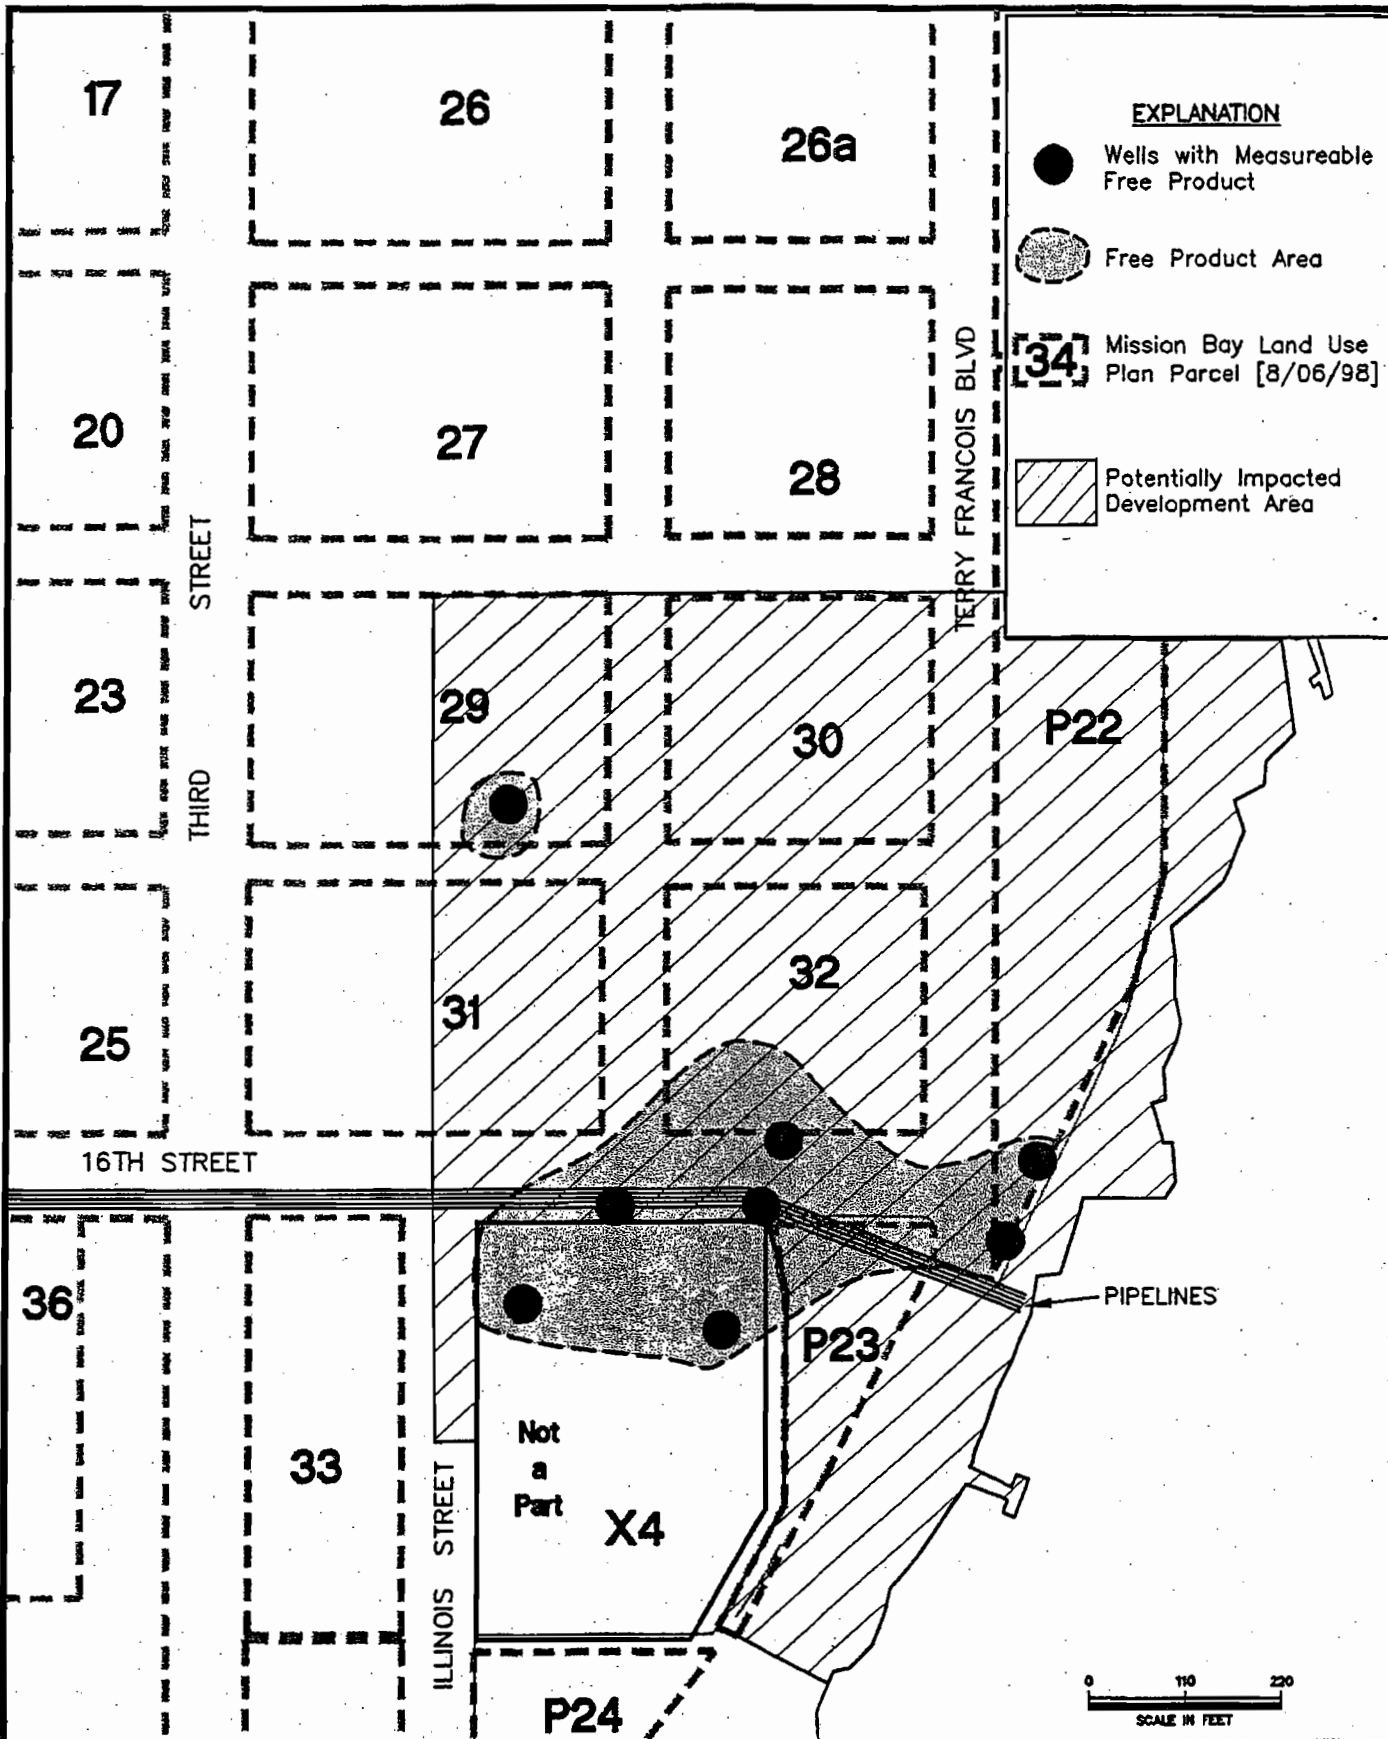 17
26
26a
EXPLANATION
Wells with Measureable
Free Product
Free Product Area
34
Mission Bay Land Use
Plan Parcel [8/06/98]
Potentially Impacted
Development Area
20
27
28
TERRY FRANCOIS BLVD
THIRD STREET
23
29
30
P22
25
31
32
16TH STREET
36
33
PIPELINES
P23
Not
a
Part
X4
ILLINOIS STREET
P24
0 110 220
SCALE IN FEET